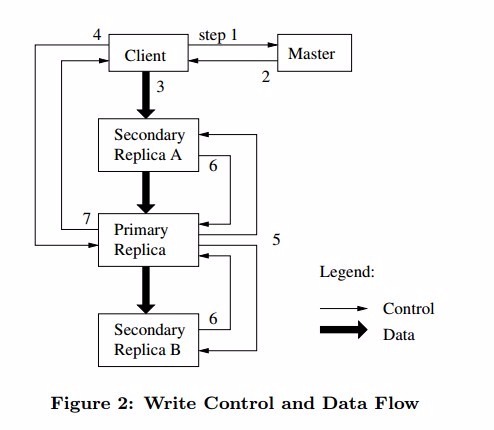 4
step 1
Client
Master
2
3
Secondary
Replica A
6
7
Primary
Replica
5
Legend:
Control
Data
6
Secondary
Replica B
Figure 2: Write Control and Data Flow